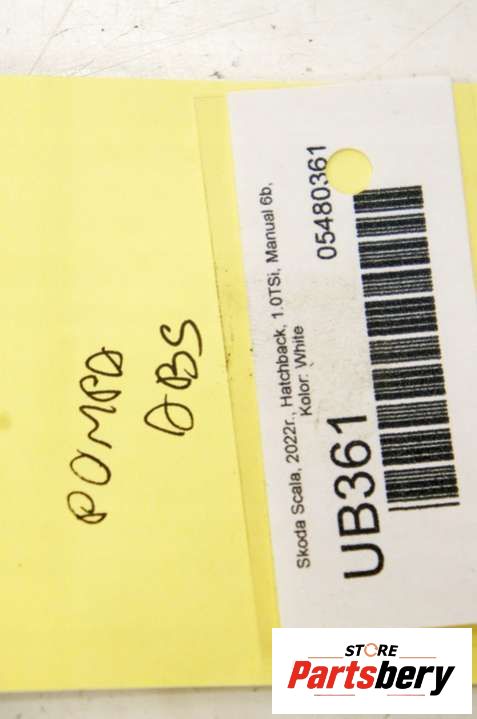 POMPA
ABS
Skoda Scala, 2022r., Hatchback, 1.0TSi, Manual 6b,
Kolor: White
UB361
05480361
STORE
Partsbery